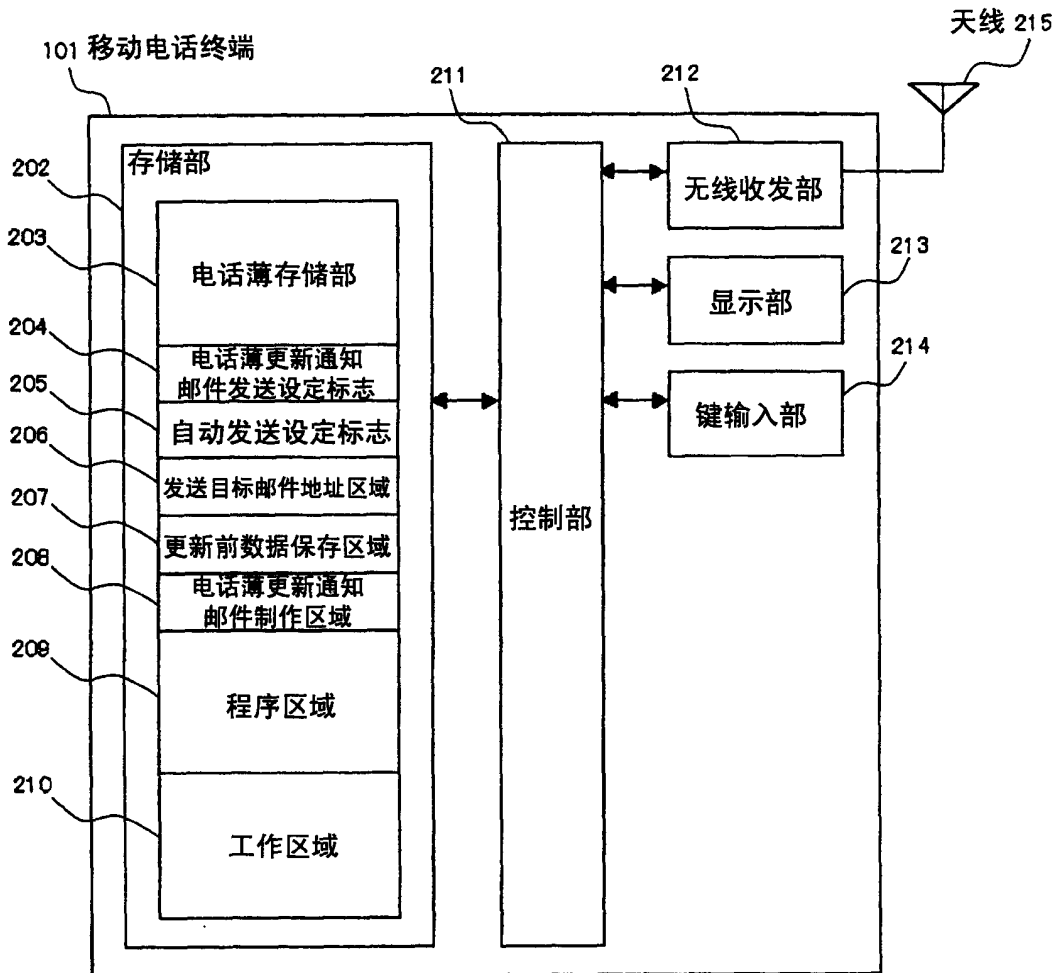 天线 215
101 移动电话终端
211
212
202
存储部
无线收发部
203
电话薄存储部
213
显示部
204
电话薄更新通知
邮件发送设定标志
214
205
自动发送设定标志
键输入部
206
发送目标邮件地址区域
207
更新前数据保存区域
控制部
208
电话薄更新通知
邮件制作区域
209
程序区域
210
工作区域